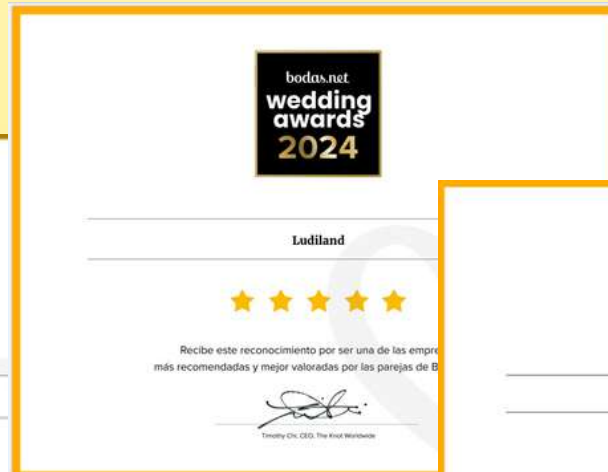 bodas.net
wedding
awards
2024
Ludiland
Recibe este reconocimiento por ser una de las empre
más recomendadas y mejor valoradas por las parejas de B
Timothy Chi, CEO, The Knot Worldwide